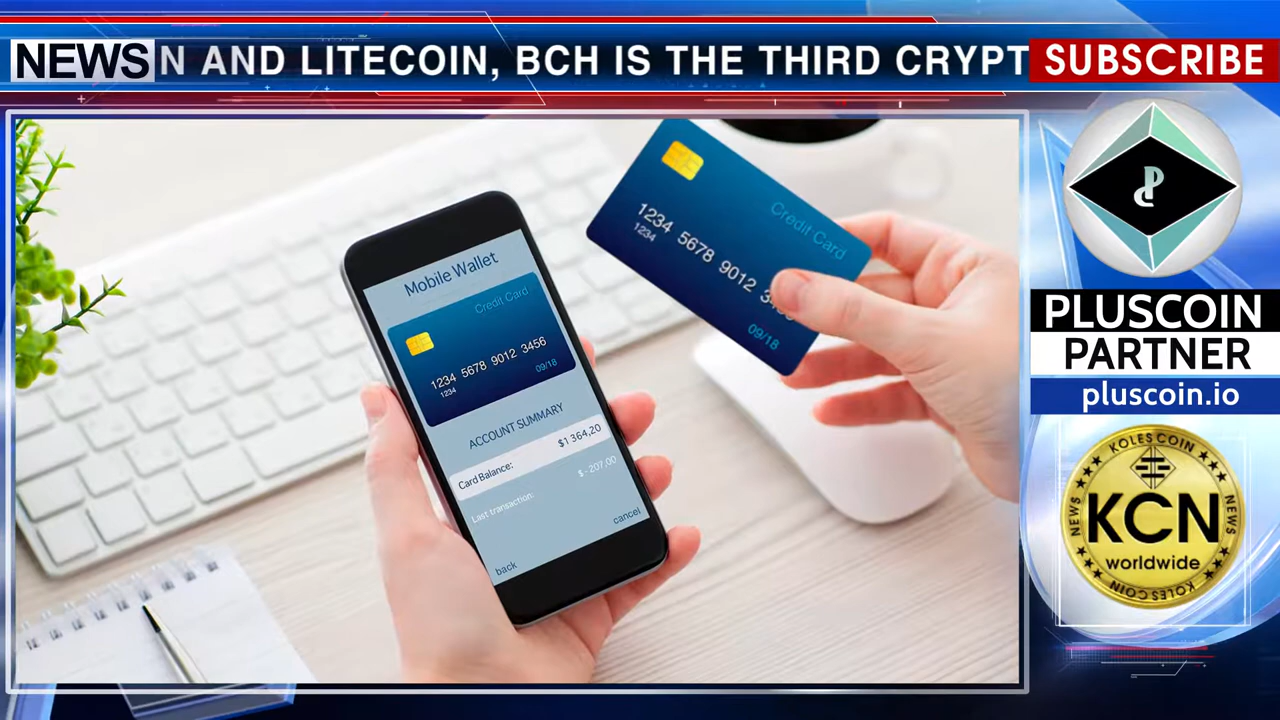 NEWS
N AND LITECOIN, BCH IS THE THIRD CRYPT
SUBSCRIBE
Mobile Wallet
Credit Card
1234 5678 9012 3456
1234
09/18
ACCOUNT SUMMARY
Card Balance: $1 364,20
Last transaction: $ -207,00
back
cancel
Credit Card
1234 5678 9012 3456
1234
09/18
PLUSCOIN
PARTNER
pluscoin.io
KOLES COIN
NEWS
KCN
NEWS
worldwide
KOLES COIN